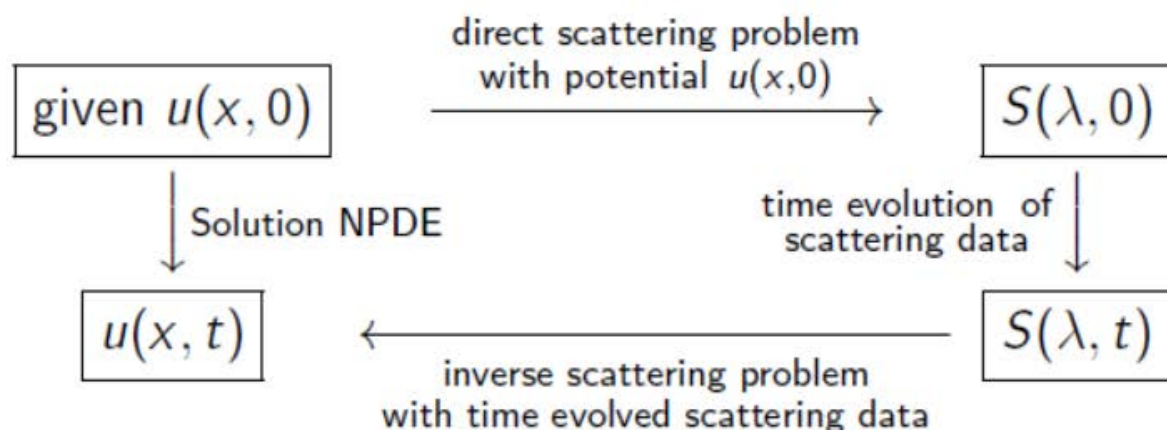 direct scattering problem
with potential u(x,0)
given u(x, 0)
S(λ, 0)
Solution NPDE
time evolution of
scattering data
u(x, t)
S(λ, t)
inverse scattering problem
with time evolved scattering data